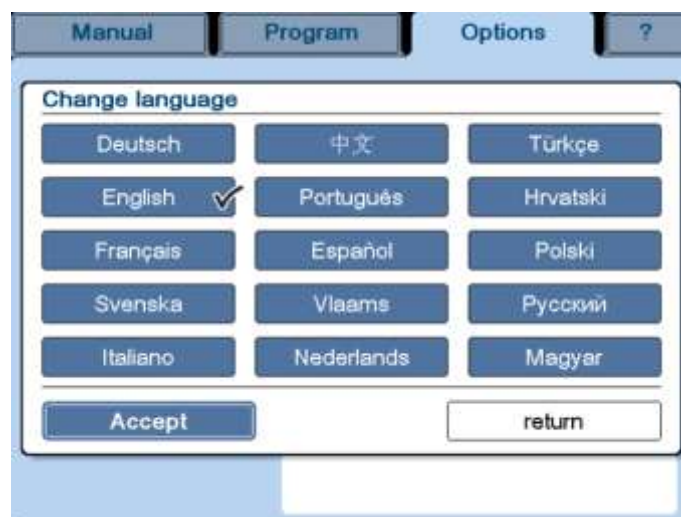 Manual Program Options ?
Change language
Deutsch 中文 Türkçe
English Português Hrvatski
Français Español Polski
Svenska Vlaams Русский
Italiano Nederlands Magyar
Accept return